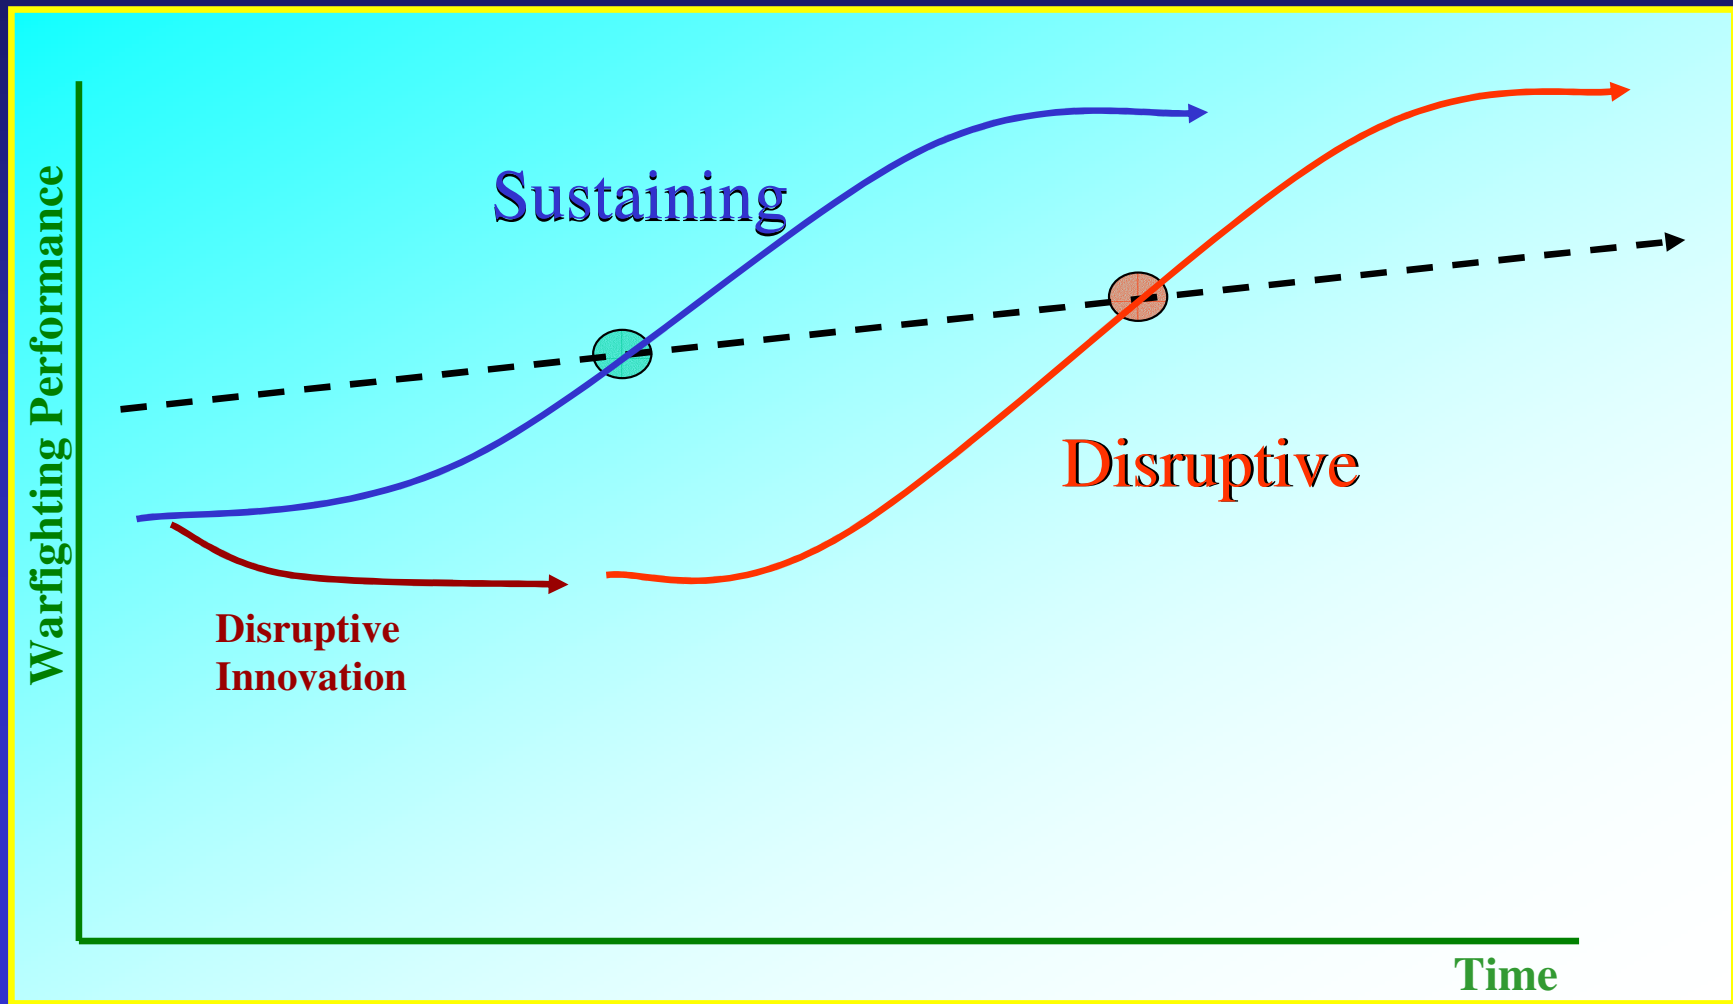 Warfighting Performance
Sustaining
Disruptive
Disruptive
Innovation
Time